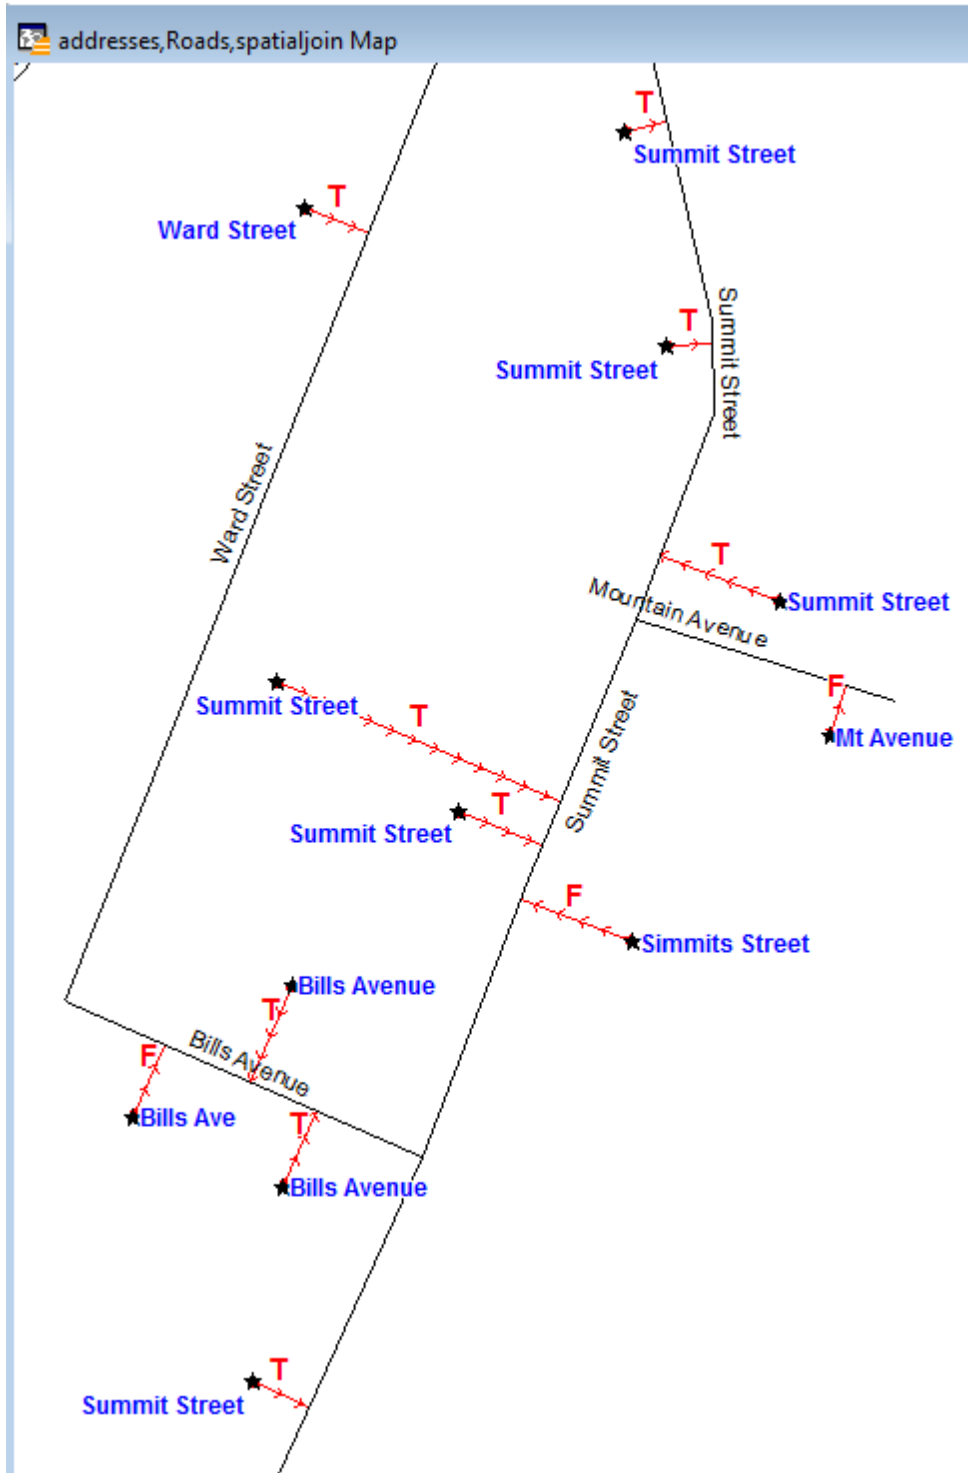 addresses,Roads,spatialjoin Map
T
Summit Street
T
Ward Street
T
Summit Street
Summit Street
Ward Street
T
Summit Street
Mountain Avenue
Summit Street
T
F
Mt Avenue
Summit Street
T
Summit Street
F
Simmits Street
Bills Avenue
T
Bills Avenue
F
Bills Ave
T
Bills Avenue
T
Summit Street